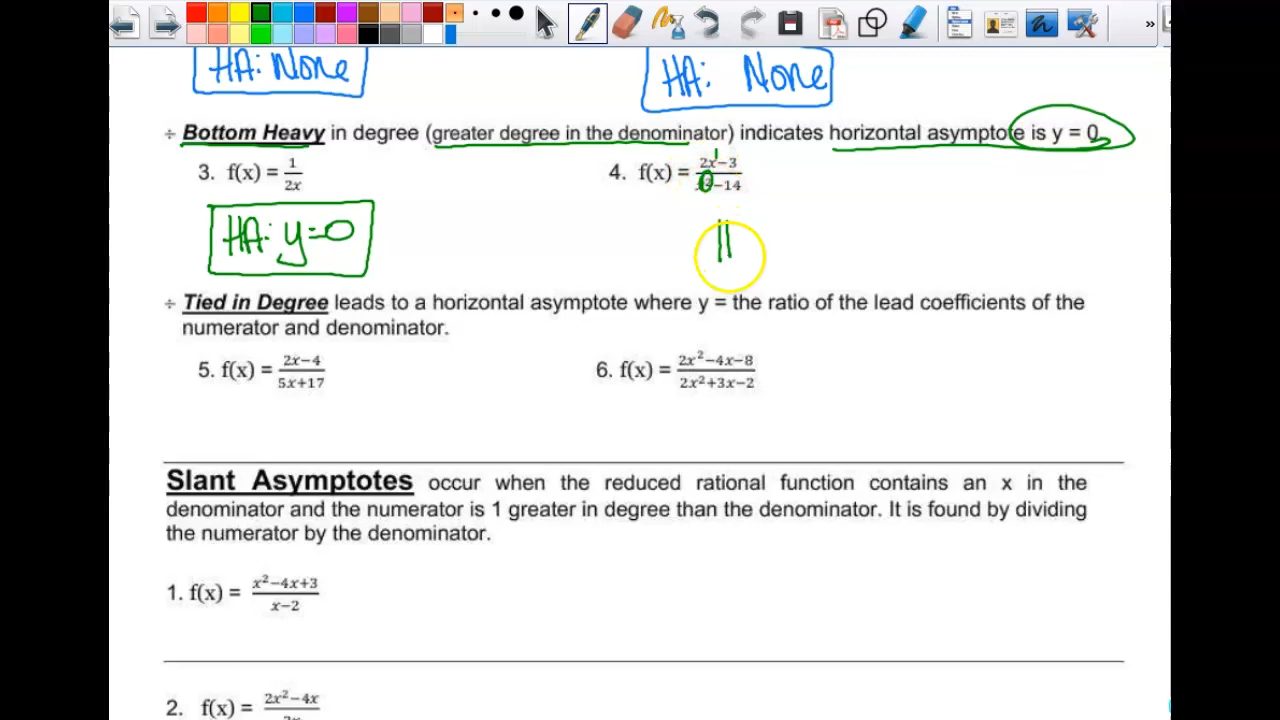 HA: None HA: None
÷ Bottom Heavy in degree (greater degree in the denominator) indicates horizontal asymptote is y = 0
3. f(x) = 1/2x 4. f(x) = 2x−3/−14
HA: y=0
÷ Tied in Degree leads to a horizontal asymptote where y = the ratio of the lead coefficients of the
numerator and denominator.
5. f(x) = 2x−4/5x+17 6. f(x) = 2x²−4x−8/2x²+3x−2
Slant Asymptotes occur when the reduced rational function contains an x in the
denominator and the numerator is 1 greater in degree than the denominator. It is found by dividing
the numerator by the denominator.
1. f(x) = x²−4x+3/x−2
2. f(x) = 2x²−4x